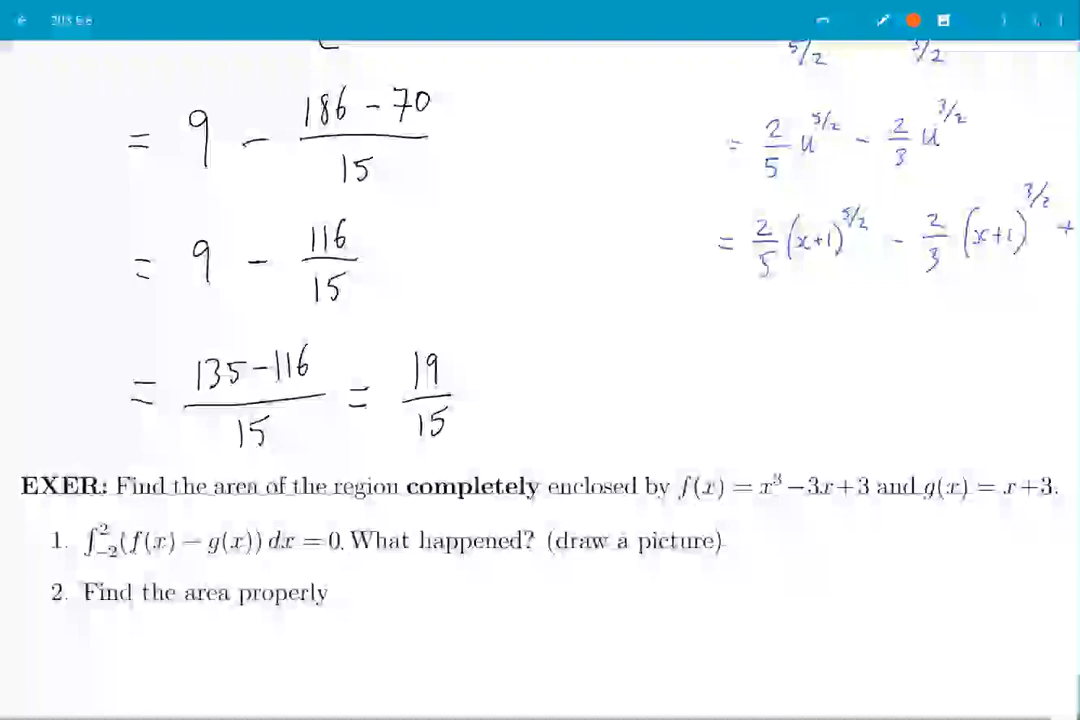 = 9 - 186 - 70 / 15
= 9 - 116 / 15
= 135 - 116 / 15 = 19 / 15
5/2 3/2
= 2/5 u^5/2 - 2/3 u^3/2
= 2/5 (x+1)^5/2 - 2/3 (x+1)^3/2 +
EXER: Find the area of the region completely enclosed by f(x) = x³ − 3x + 3 and g(x) = x + 3.
1. ∫₋₂² (f(x) − g(x)) dx = 0. What happened? (draw a picture)
2. Find the area properly